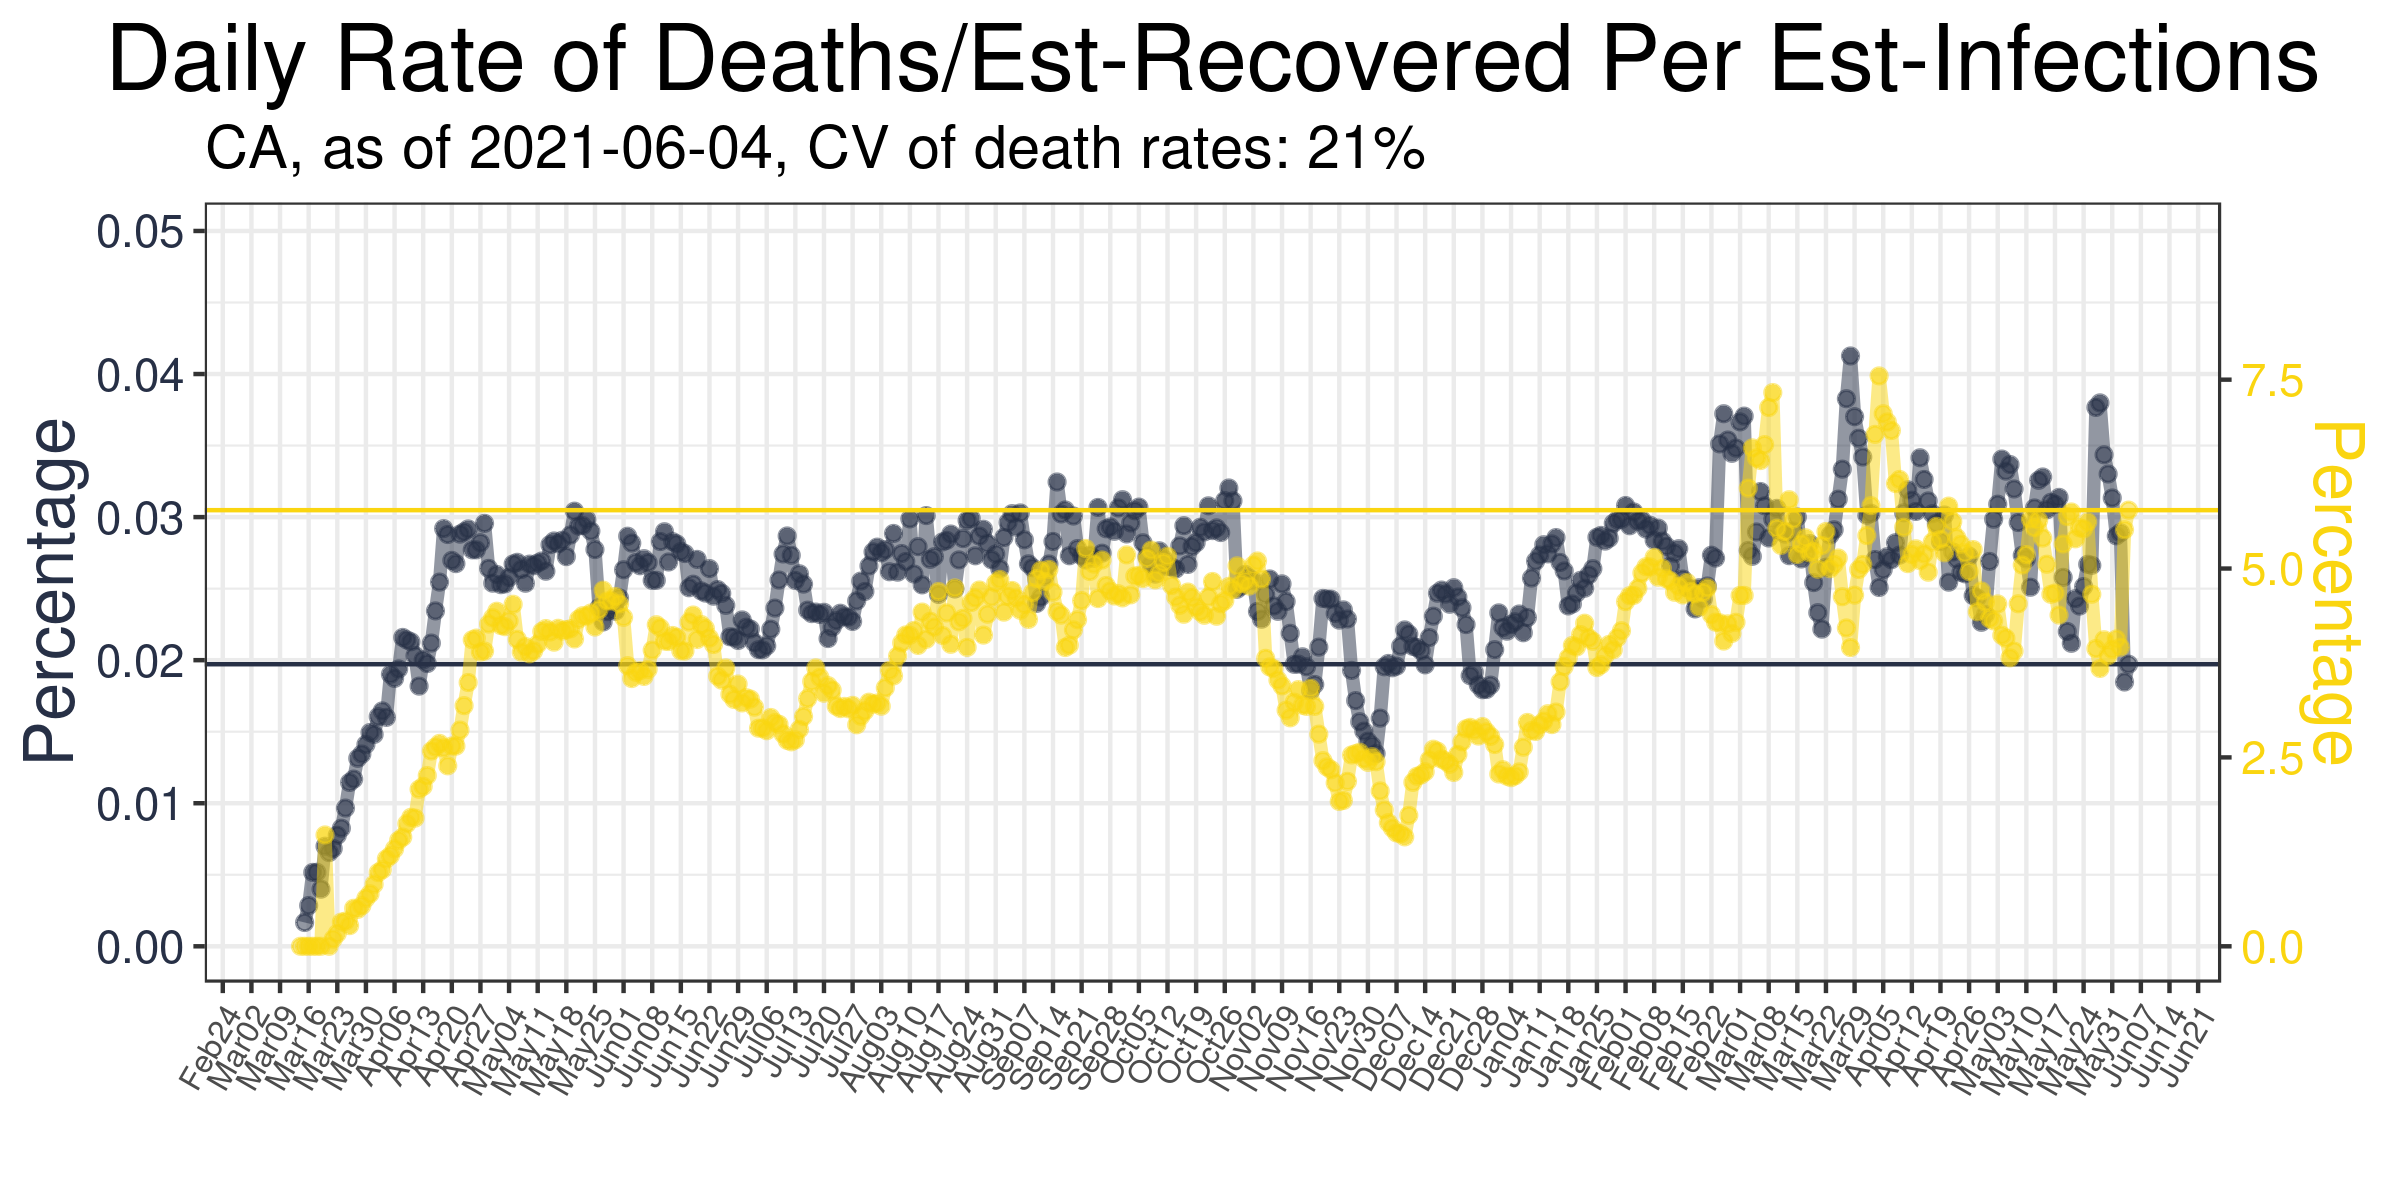 Daily Rate of Deaths/Est-Recovered Per Est-Infections
CA, as of 2021-06-04, CV of death rates: 21%
Percentage
0.05
0.04
0.03
0.02
0.01
0.00
7.5
5.0
2.5
0.0
Percentage
Feb24
Mar02
Mar09
Mar16
Mar23
Mar30
Apr06
Apr13
Apr20
Apr27
May04
May11
May18
May25
Jun01
Jun08
Jun15
Jun22
Jun29
Jul06
Jul13
Jul20
Jul27
Aug03
Aug10
Aug17
Aug24
Aug31
Sep07
Sep14
Sep21
Sep28
Oct05
Oct12
Oct19
Oct26
Nov02
Nov09
Nov16
Nov23
Nov30
Dec07
Dec14
Dec21
Dec28
Jan04
Jan11
Jan18
Jan25
Feb01
Feb08
Feb15
Feb22
Mar01
Mar08
Mar15
Mar22
Mar29
Apr05
Apr12
Apr19
Apr26
May03
May10
May17
May24
May31
Jun07
Jun14
Jun21